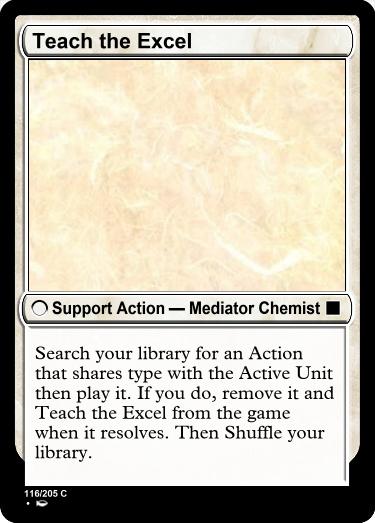 Teach the Excel
Support Action — Mediator Chemist
Search your library for an Action
that shares type with the Active Unit
then play it. If you do, remove it and
Teach the Excel from the game
when it resolves. Then Shuffle your
library.
116/205 C